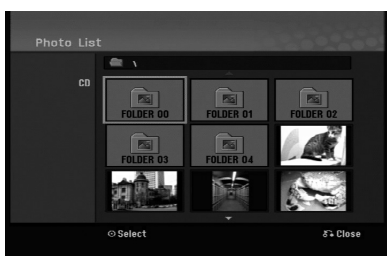 Photo List
\
CD
FOLDER 00 FOLDER 01 FOLDER 02
FOLDER 03 FOLDER 04
Select Close